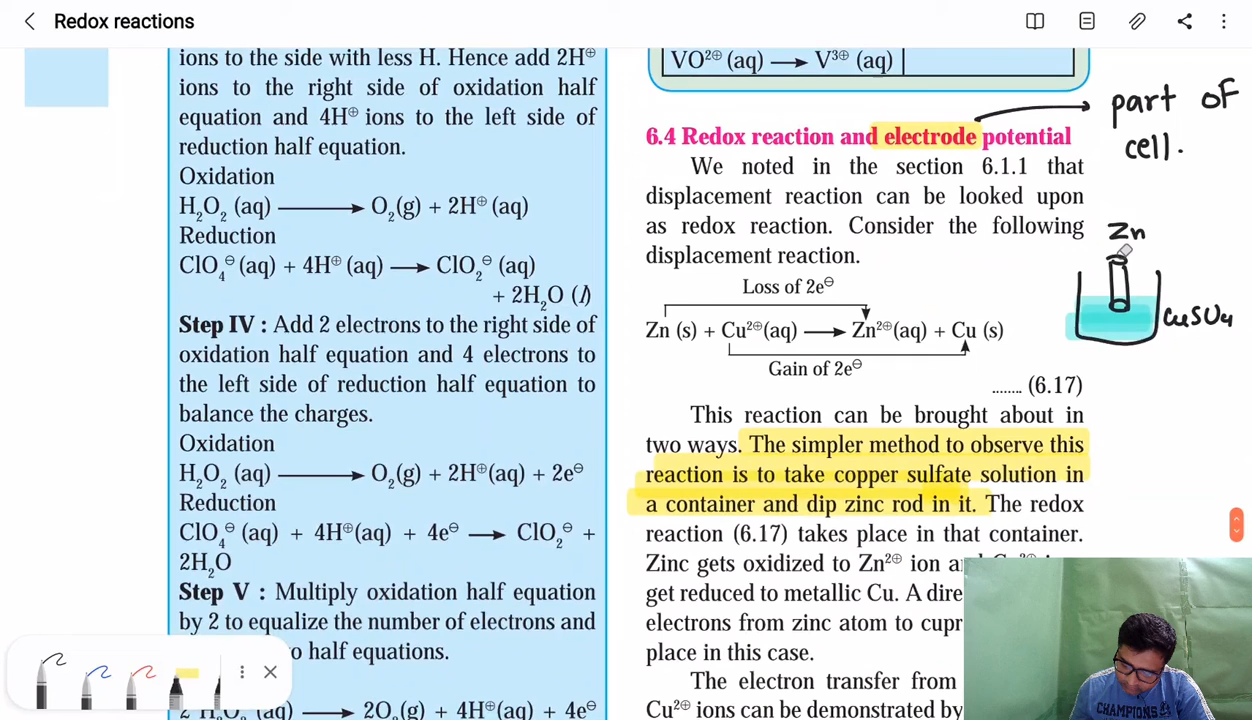 Redox reactions
ions to the side with less H. Hence add 2H⊕
ions to the right side of oxidation half
equation and 4H⊕ ions to the left side of
reduction half equation.
Oxidation
H₂O₂ (aq) ⟶ O₂(g) + 2H⊕ (aq)
Reduction
ClO₄⊖ (aq) + 4H⊕ (aq) ⟶ ClO₂⊖ (aq)
+ 2H₂O (l)
Step IV : Add 2 electrons to the right side of
oxidation half equation and 4 electrons to
the left side of reduction half equation to
balance the charges.
Oxidation
H₂O₂ (aq) ⟶ O₂(g) + 2H⊕(aq) + 2e⊖
Reduction
ClO₄⊖ (aq) + 4H⊕(aq) + 4e⊖ ⟶ ClO₂⊖ +
2H₂O
Step V : Multiply oxidation half equation
by 2 to equalize the number of electrons and
half equations.
2 H₂O₂ (aq) ⟶ 2O₂(g) + 4H⊕(aq) + 4e⊖
VO²⊕ (aq) ⟶ V³⊕ (aq)
6.4 Redox reaction and electrode potential
We noted in the section 6.1.1 that
displacement reaction can be looked upon
as redox reaction. Consider the following
displacement reaction.
Loss of 2e⊖
Zn (s) + Cu²⊕(aq) ⟶ Zn²⊕(aq) + Cu (s)
Gain of 2e⊖
........ (6.17)
This reaction can be brought about in
two ways. The simpler method to observe this
reaction is to take copper sulfate solution in
a container and dip zinc rod in it. The redox
reaction (6.17) takes place in that container.
Zinc gets oxidized to Zn²⊕ ion
get reduced to metallic Cu. A
electrons from zinc atom to
place in this case.
The electron transfer from
Cu²⊕ ions can be demonstrated by
part of
cell.
Zn
CuSO4
CHAMPIONS